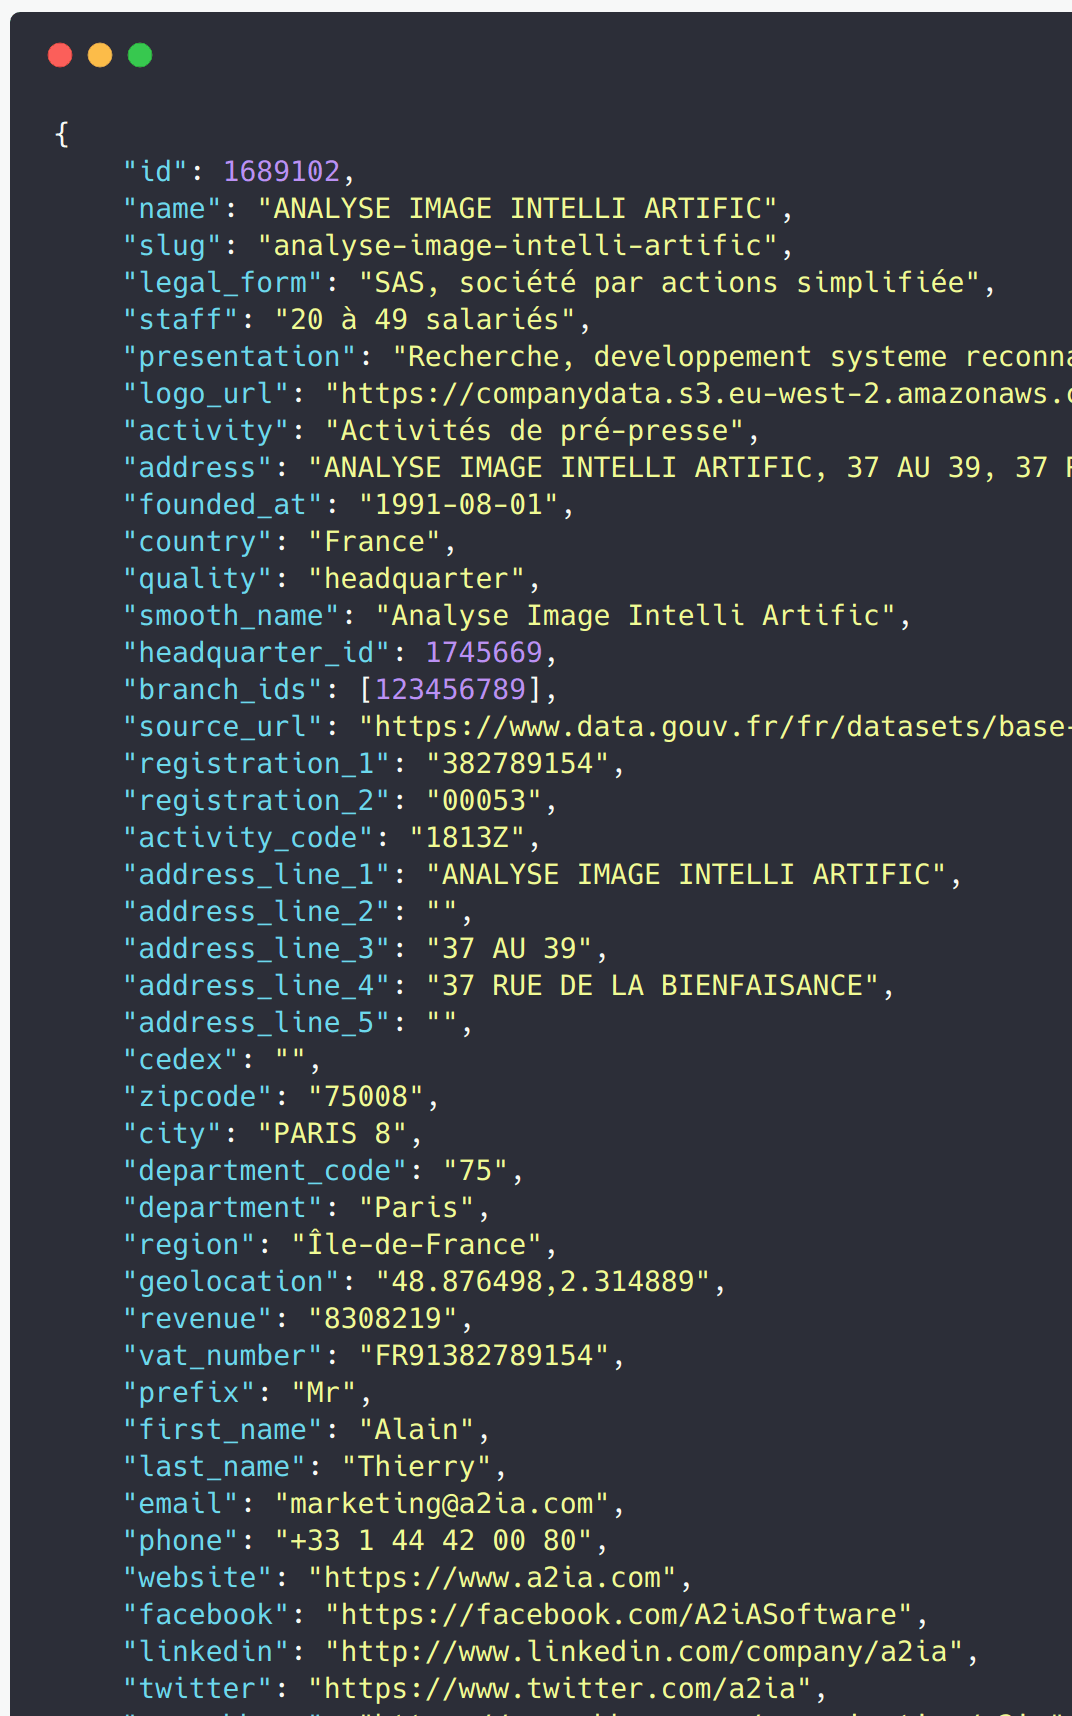 {
"id": 1689102,
"name": "ANALYSE IMAGE INTELLI ARTIFIC",
"slug": "analyse-image-intelli-artific",
"legal_form": "SAS, société par actions simplifiée",
"staff": "20 à 49 salariés",
"presentation": "Recherche, developpement systeme
"logo_url": "https://companydata.s3.eu-west-2.amazonaws.
"activity": "Activités de pré-presse",
"address": "ANALYSE IMAGE INTELLI ARTIFIC, 37 AU 39, 37
"founded_at": "1991-08-01",
"country": "France",
"quality": "headquarter",
"smooth_name": "Analyse Image Intelli Artific",
"headquarter_id": 1745669,
"branch_ids": [123456789],
"source_url": "https://www.data.gouv.fr/fr/datasets/base-
"registration_1": "382789154",
"registration_2": "00053",
"activity_code": "1813Z",
"address_line_1": "ANALYSE IMAGE INTELLI ARTIFIC",
"address_line_2": "",
"address_line_3": "37 AU 39",
"address_line_4": "37 RUE DE LA BIENFAISANCE",
"address_line_5": "",
"cedex": "",
"zipcode": "75008",
"city": "PARIS 8",
"department_code": "75",
"department": "Paris",
"region": "Île-de-France",
"geolocation": "48.876498,2.314889",
"revenue": "8308219",
"vat_number": "FR91382789154",
"prefix": "Mr",
"first_name": "Alain",
"last_name": "Thierry",
"email": "marketing@a2ia.com",
"phone": "+33 1 44 42 00 80",
"website": "https://www.a2ia.com",
"facebook": "https://facebook.com/A2iASoftware",
"linkedin": "http://www.linkedin.com/company/a2ia",
"twitter": "https://www.twitter.com/a2ia",